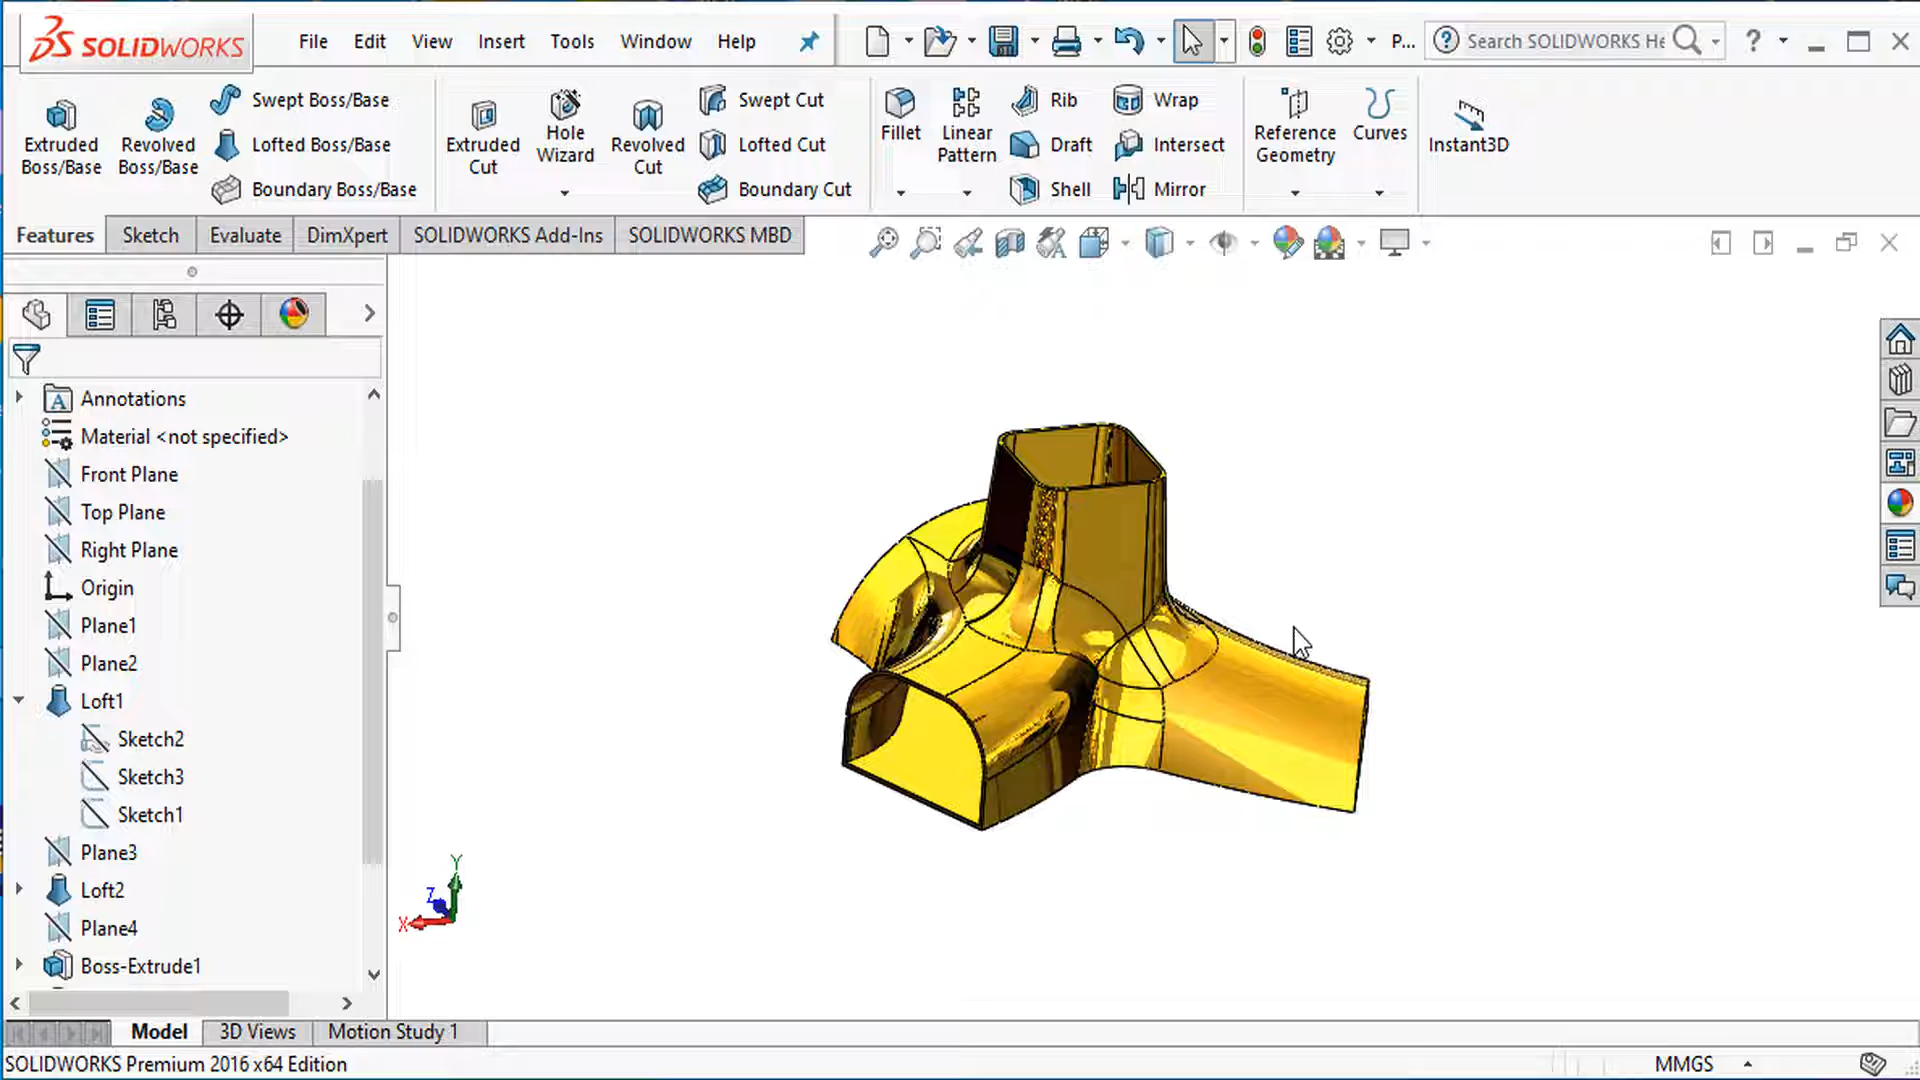 SOLIDWORKS File Edit View Insert Tools Window Help P... Search SOLIDWORKS He
Extruded Boss/Base
Revolved Boss/Base
Swept Boss/Base
Lofted Boss/Base
Boundary Boss/Base
Extruded Cut
Hole Wizard
Revolved Cut
Swept Cut
Lofted Cut
Boundary Cut
Fillet
Linear Pattern
Rib
Draft
Shell
Wrap
Intersect
Mirror
Reference Geometry
Curves
Instant3D
Features Sketch Evaluate DimXpert SOLIDWORKS Add-Ins SOLIDWORKS MBD
Annotations
Material <not specified>
Front Plane
Top Plane
Right Plane
Origin
Plane1
Plane2
Loft1
Sketch2
Sketch3
Sketch1
Plane3
Loft2
Plane4
Boss-Extrude1
Y
Z
X
Model 3D Views Motion Study 1
SOLIDWORKS Premium 2016 x64 Edition MMGS